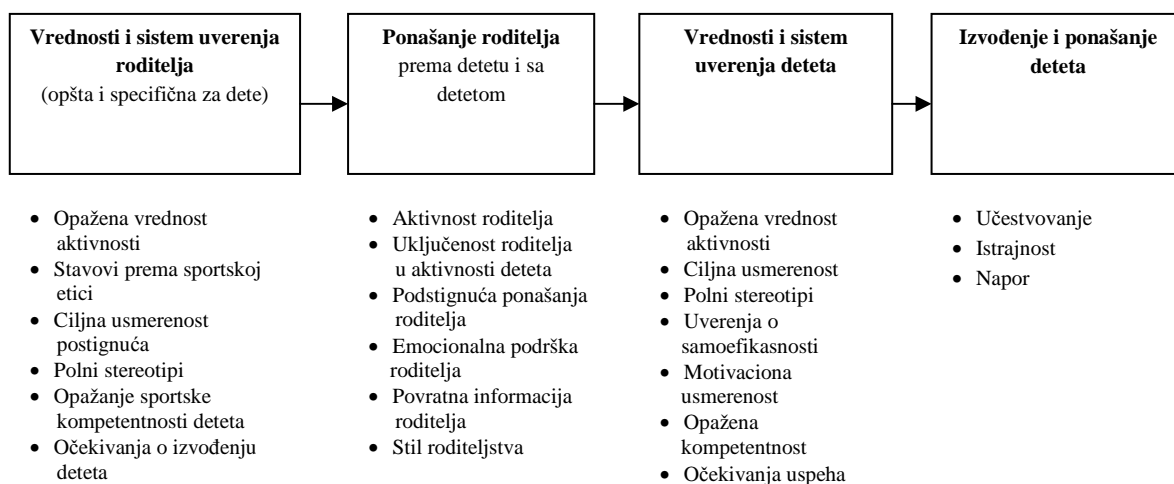 Vrednosti i sistem uverenja
roditelja
(opšta i specifična za dete)
Ponašanje roditelja
prema detetu i sa
detetom
Vrednosti i sistem
uverenja deteta
Izvođenje i ponašanje
deteta
• Opažena vrednost
aktivnosti
• Stavovi prema sportskoj
etici
• Ciljna usmerenost
postignuća
• Polni stereotipi
• Opažanje sportske
kompetentnosti deteta
• Očekivanja o izvođenju
deteta
• Aktivnost roditelja
• Uključenost roditelja
u aktivnosti deteta
• Podstignuća ponašanja
roditelja
• Emocionalna podrška
roditelja
• Povratna informacija
roditelja
• Stil roditeljstva
• Opažena vrednost
aktivnosti
• Ciljna usmerenost
• Polni stereotipi
• Uverenja o
samoefikasnosti
• Motivaciona
usmerenost
• Opažena
kompetentnost
• Očekivanja uspeha
• Učestvovanje
• Istrajnost
• Napor